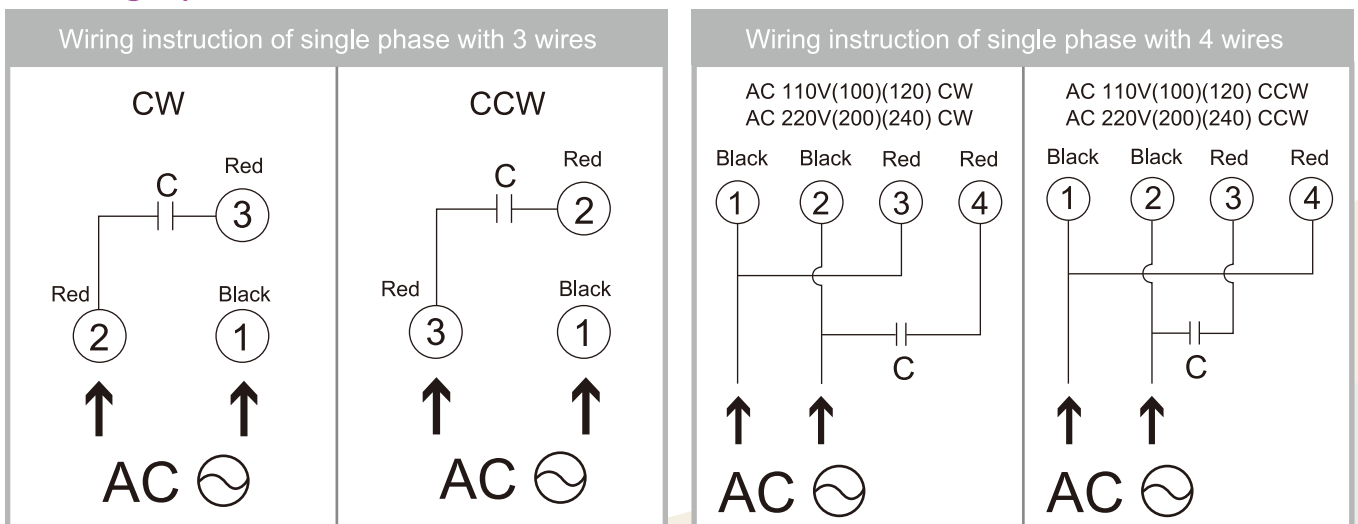 Wiring instruction of single phase with 3 wires
CW
Red
C
3
Red
Black
2
1
AC
CCW
Red
C
2
Red
Black
3
1
AC
Wiring instruction of single phase with 4 wires
AC 110V(100)(120) CW
AC 220V(200)(240) CW
Black Black Red Red
1 2 3 4
C
AC
AC 110V(100)(120) CCW
AC 220V(200)(240) CCW
Black Black Red Red
1 2 3 4
C
AC